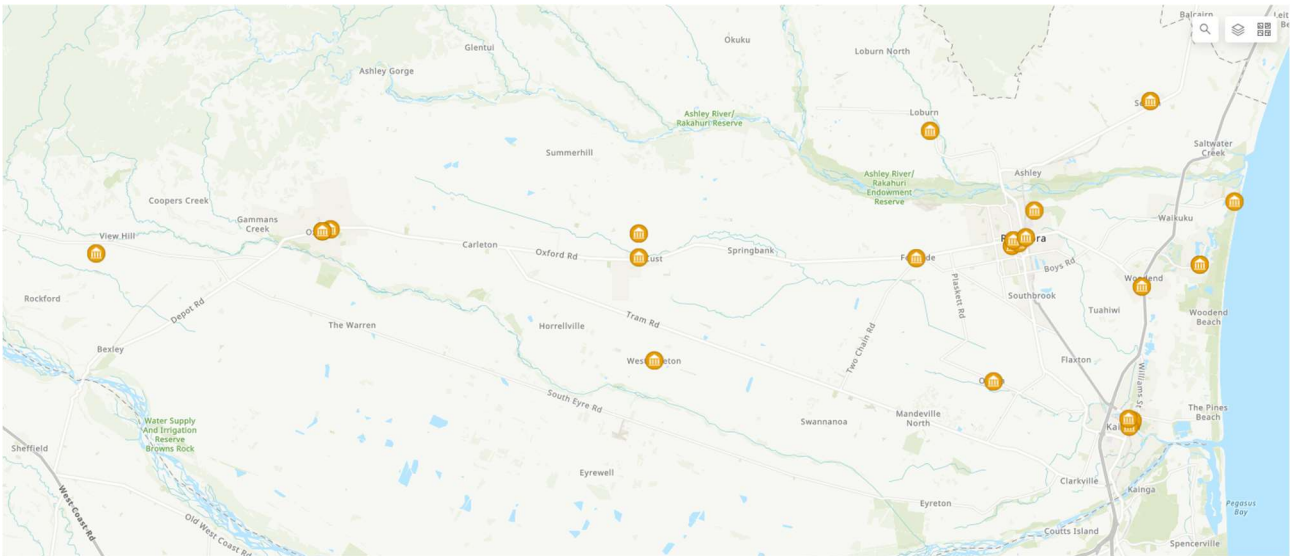 Balcairn
Okuku
Glentui
Loburn North
Ashley Gorge
Loburn
Ashley River/
Rakahuri Reserve
Saltwater
Creek
Summerhill
Ashley River/
Rakahuri
Endowment
Reserve
Ashley
Coopers Creek
Gammans
Creek
Waikuku
View Hill
Carleton
Oxford Rd
Springbank
Boys Rd
Rockford
Depot Rd
Plaskett Rd
Southbrook
Tuahiwi
Woodend
Beach
The Warren
Horrellville
Tram Rd
Two Chain Rd
Bexley
Flaxton
Williams St
South Eyre Rd
Water Supply
And Irrigation
Reserve
Browns Rock
Swannanoa
Mandeville
North
The Pines
Beach
Sheffield
Eyrewell
Clarkville
Kainga
West Coast Rd
Old West Coast Rd
Eyreton
Pegasus
Bay
Coutts Island
Spencerville